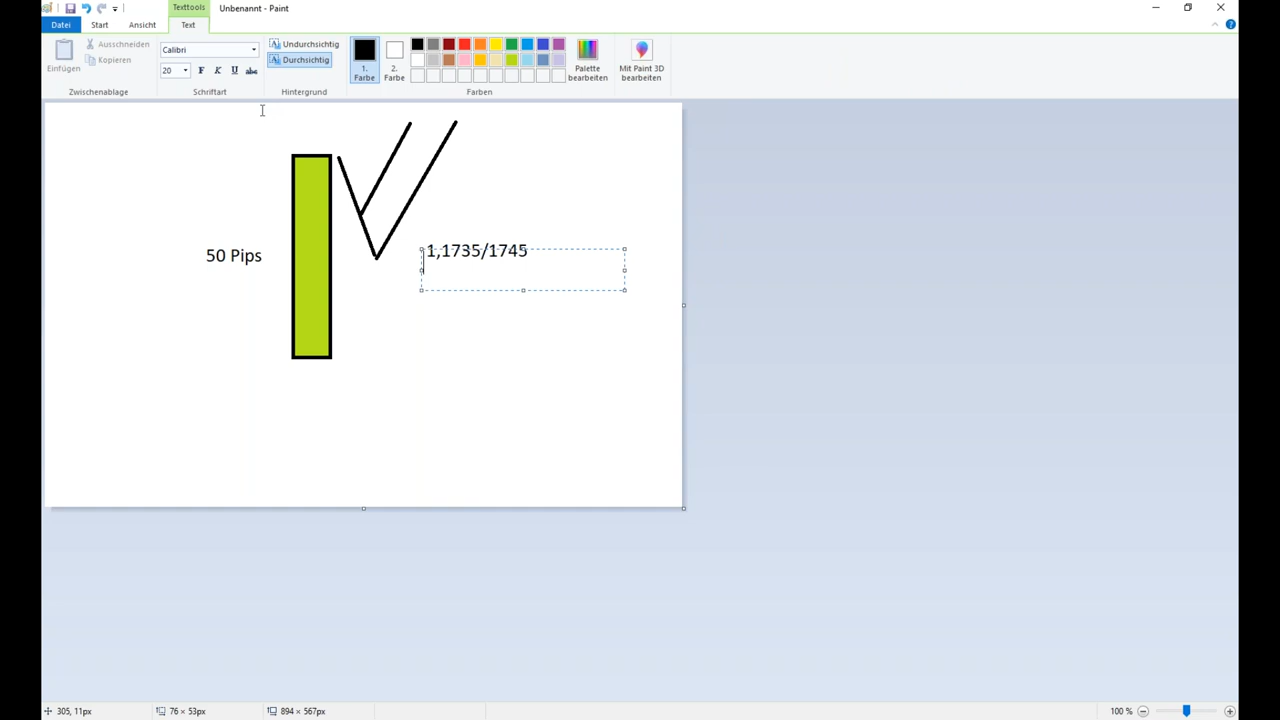 Texttools
Unbenannt - Paint
Datei
Start
Ansicht
Text
Einfügen
Ausschneiden
Kopieren
Zwischenablage
Calibri
20
F K U abc
Schriftart
Undurchsichtig
Durchsichtig
Hintergrund
1.
Farbe
2.
Farbe
Farben
Palette
bearbeiten
Mit Paint 3D
bearbeiten
50 Pips
1,1735/1745
305, 11px
76 × 53px
894 × 567px
100 %